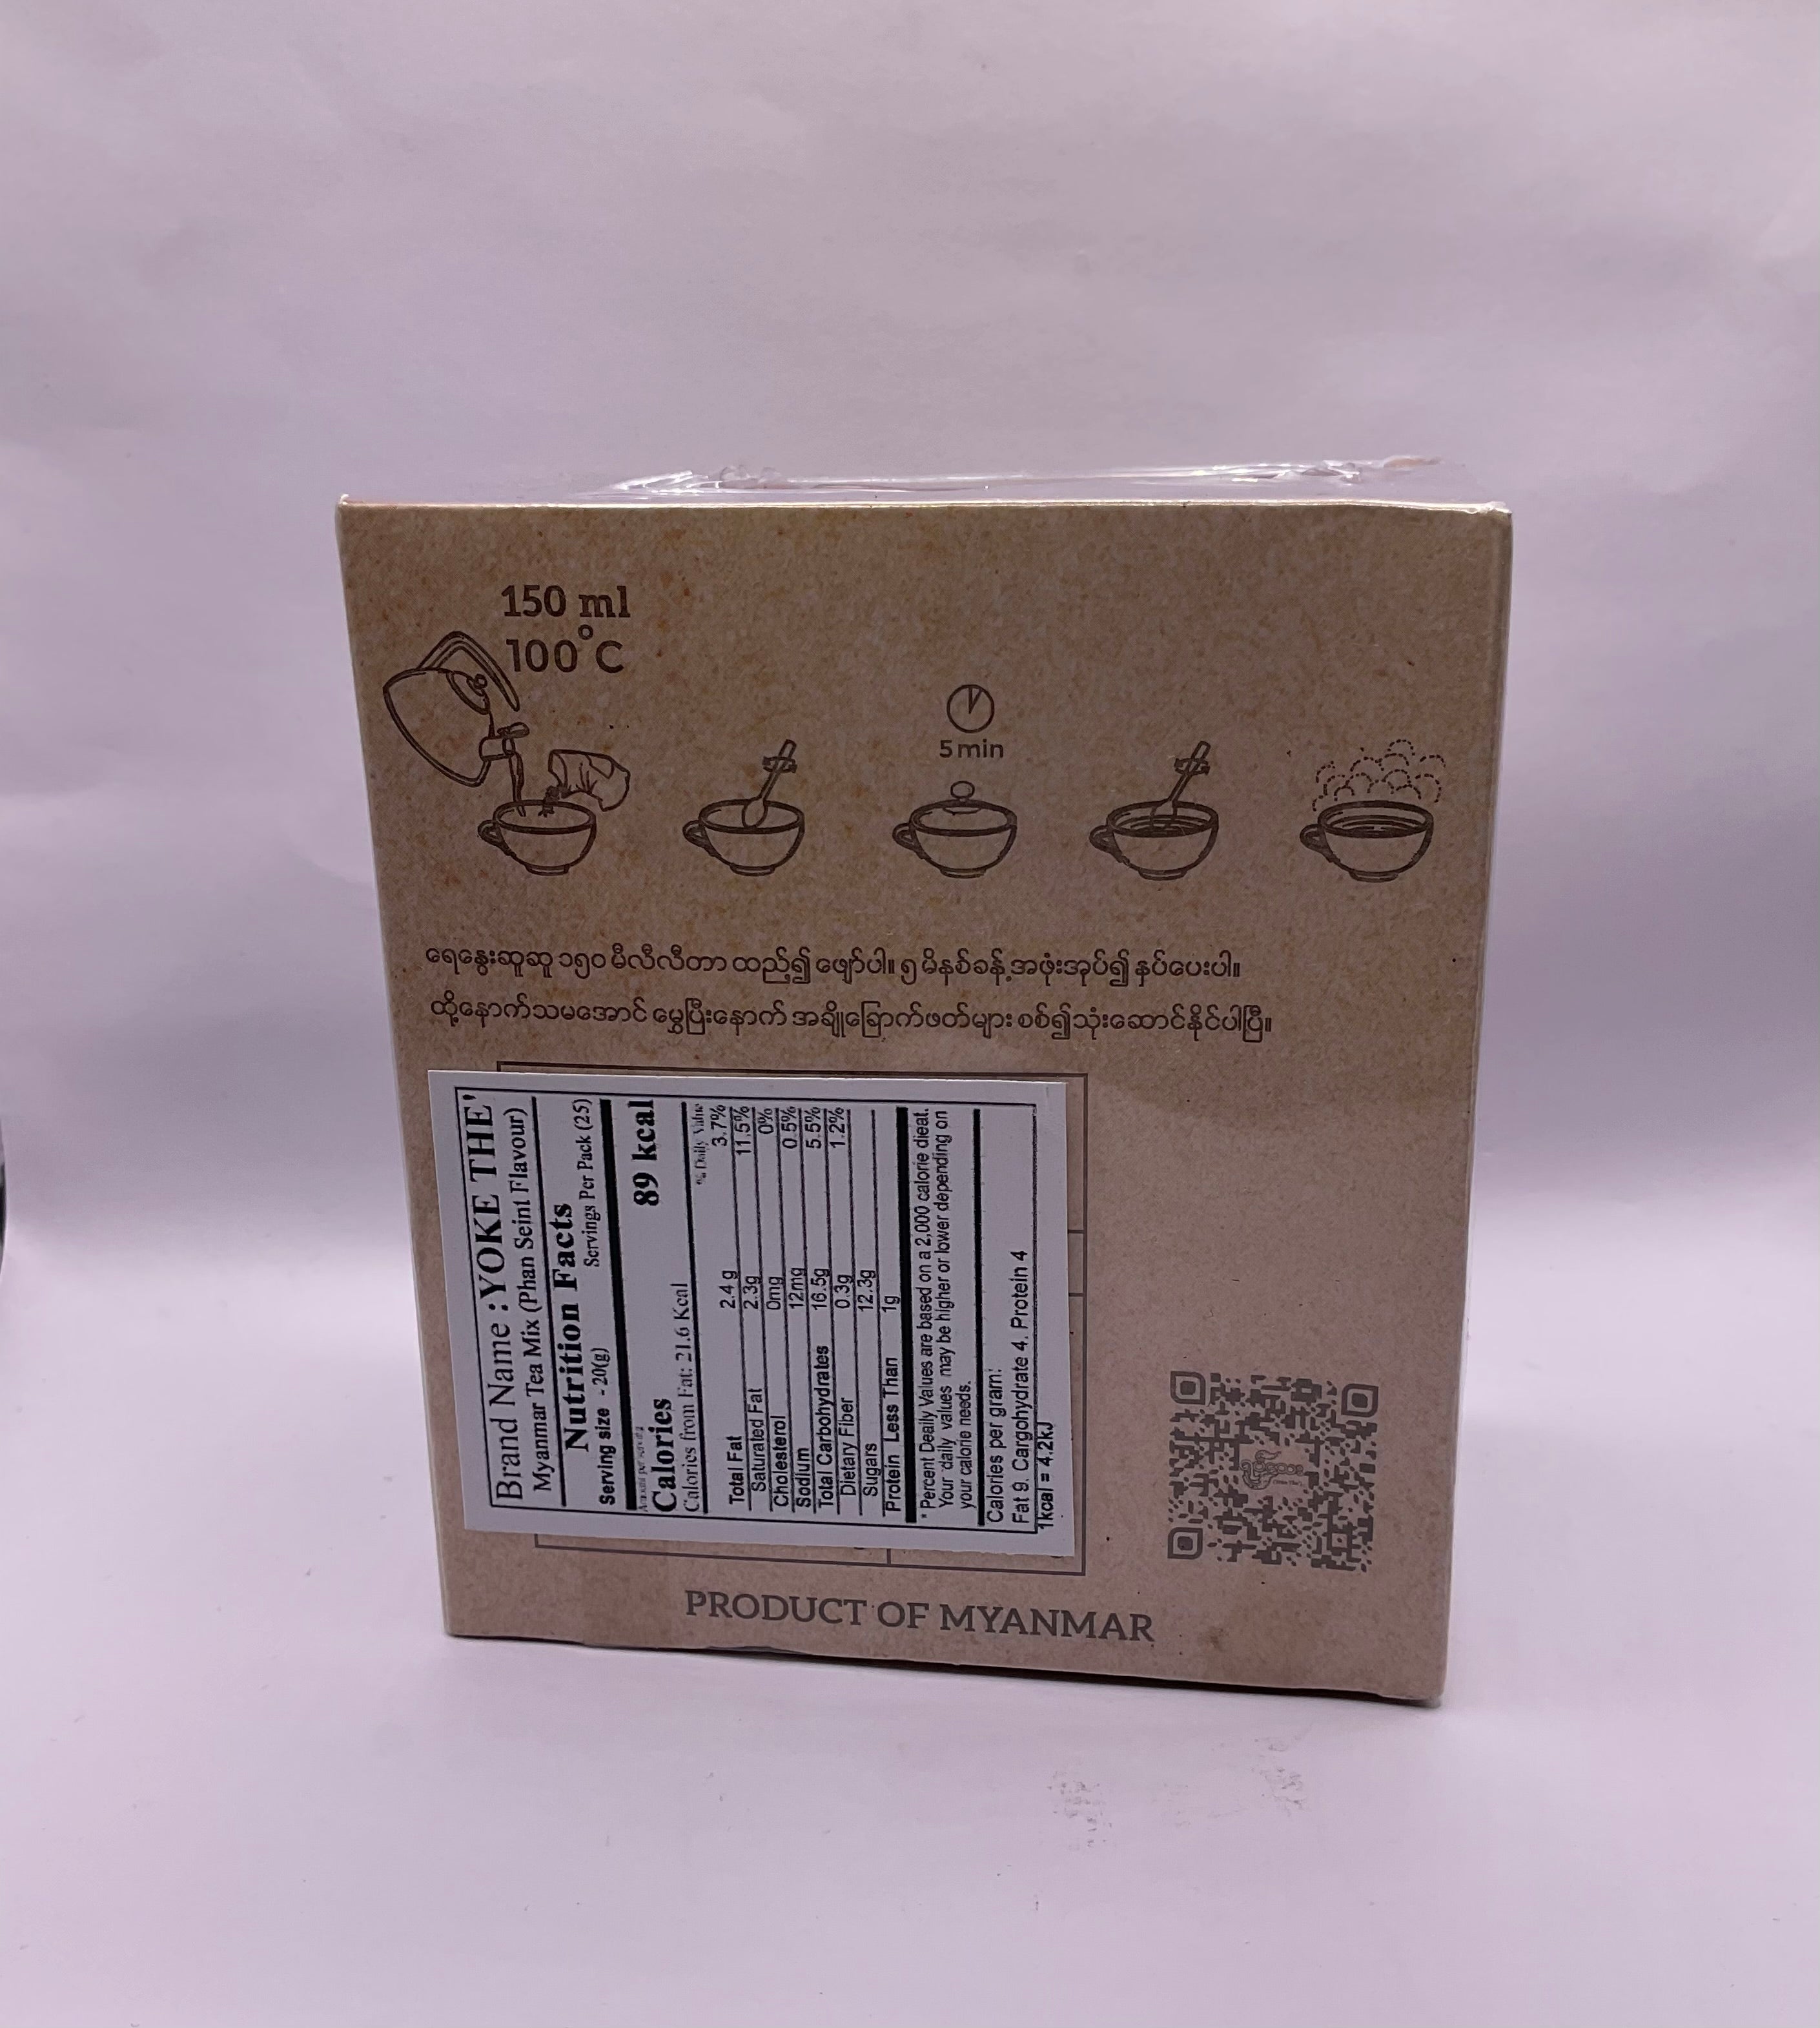 150 ml
100°C
5 min
ရေနွေးဆူဆူ ၁၅၀ မီလီလီတာ ထည့်၍ ဖျော်ပါ။ ၅ မိနစ်ခန့် အဖုံးအုပ်၍ နှပ်ပေးပါ။
ထို့နောက်သမအောင် မွှေပြီးနောက် အချိုခြောက်ဖတ်များ စစ်၍သုံးဆောင်နိုင်ပါပြီ။
Brand Name : YOKE THE'
Myanmar Tea Mix (Phan Seint Flavour)
Nutrition Facts
Serving size - 20(g) Servings Per Pack (25)
Amount per serving
Calories 89 kcal
Calories from Fat: 21.6 Kcal
% Daily Value
Total Fat 2.4 g 3.7%
Saturated Fat 2.3g 11.5%
Cholesterol 0mg 0%
Sodium 12mg 0.5%
Total Carbohydrates 16.5g 5.5%
Dietary Fiber 0.3g 1.2%
Sugars 12.3g
Protein Less Than 1g
* Percent Deaily Values are based on a 2,000 calorie dieat.
Your daily values may be higher or lower depending on
your calorie needs.
Calories per gram:
Fat 9. Cargohydrate 4. Protein 4
1kcal = 4.2kJ
PRODUCT OF MYANMAR